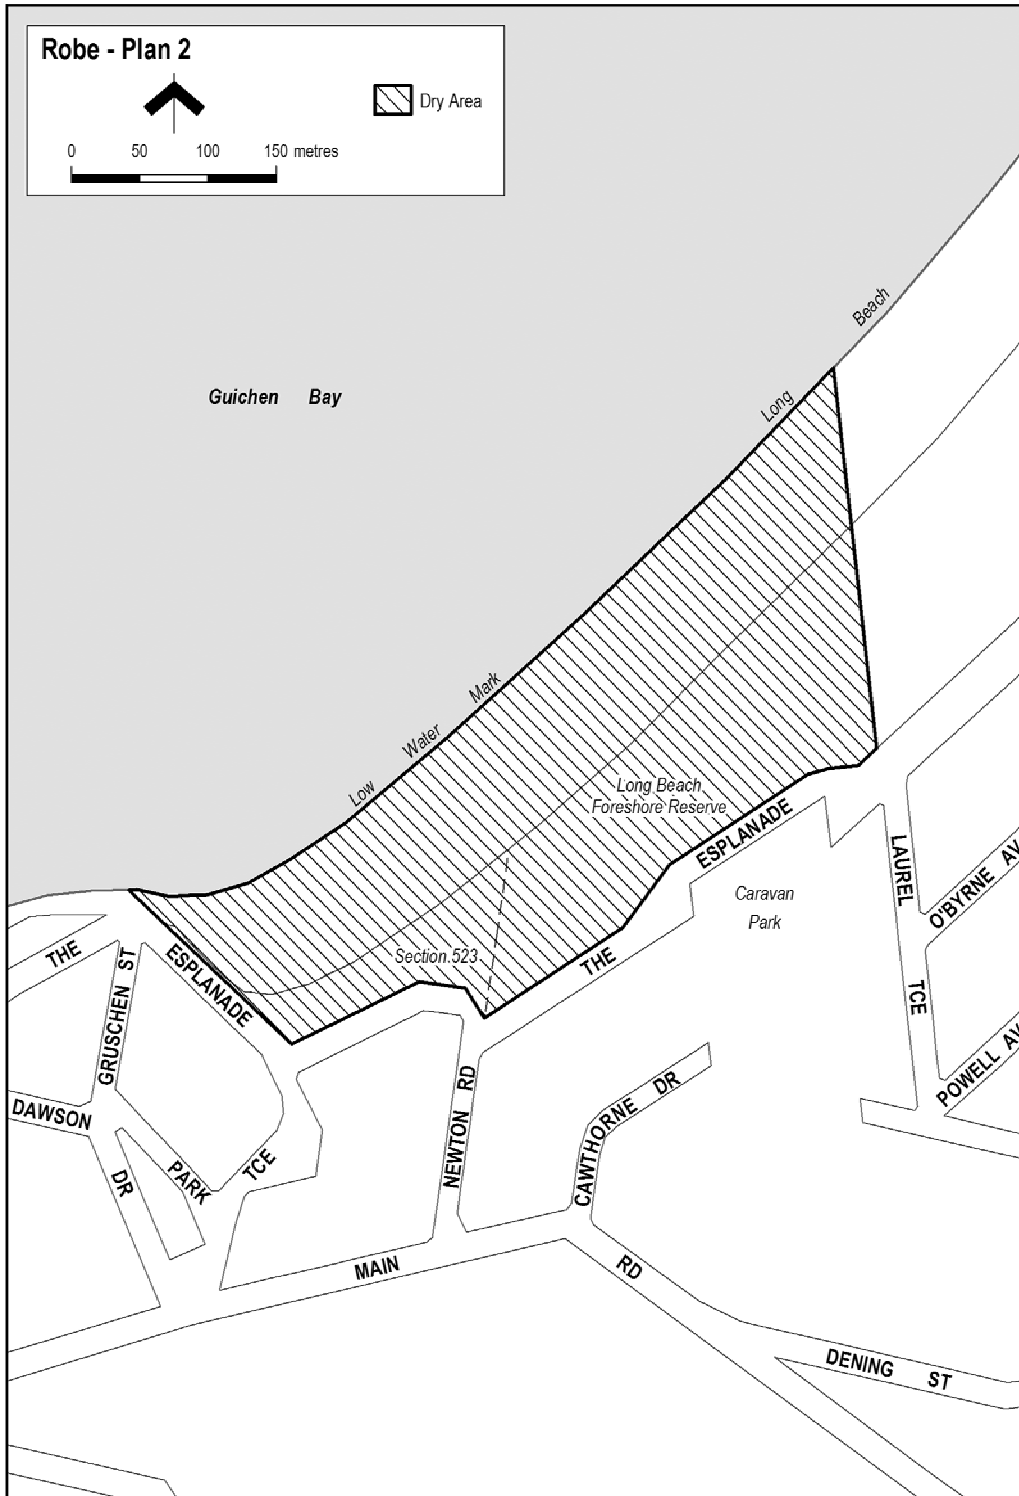 Robe - Plan 2
Dry Area
0 50 100 150 metres
Guichen Bay
Long Beach
Low Water Mark
Long Beach
Foreshore Reserve
ESPLANADE
Caravan
Park
LAUREL TCE
O'BYRNE AV
Section 523
THE
THE
ESPLANADE
GRUSCHEN ST
POWELL AV
DAWSON
DR
PARK
TCE
NEWTON RD
CAWTHORNE DR
MAIN RD
DENING ST